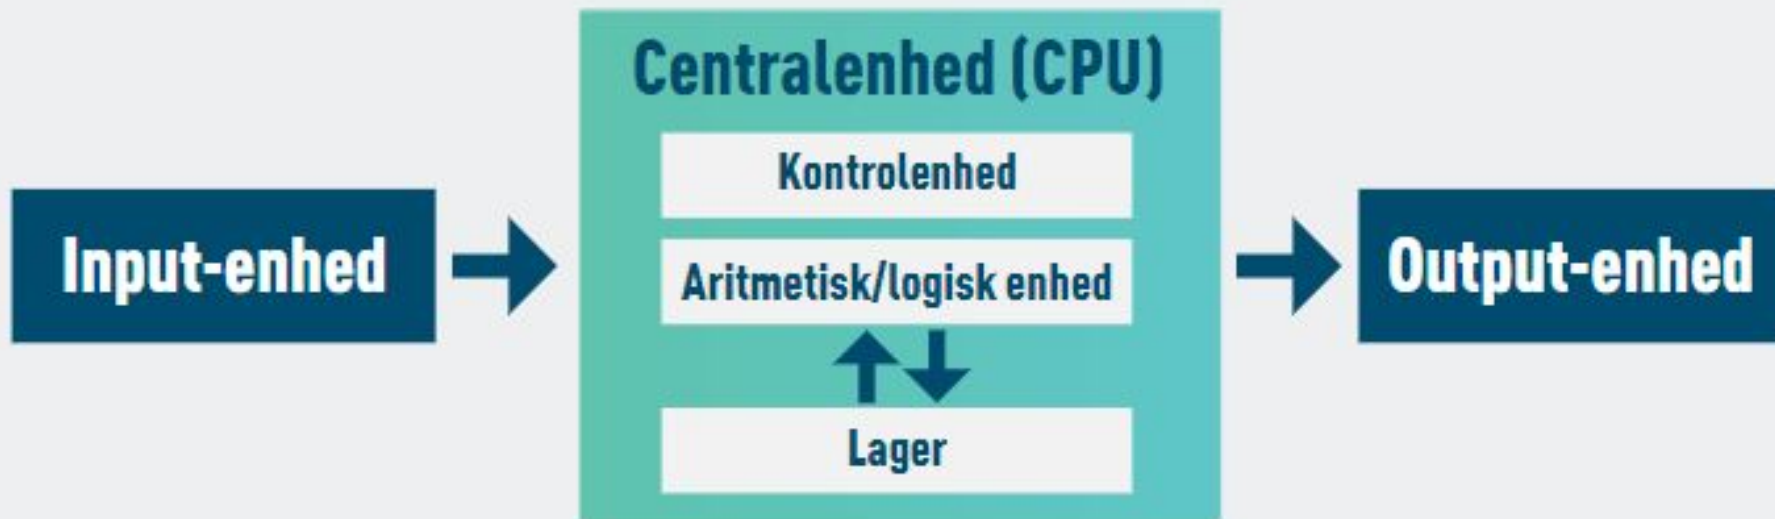 Centralenhed (CPU)
Kontrolenhed
Input-enhed
Aritmetisk/logisk enhed
Output-enhed
Lager